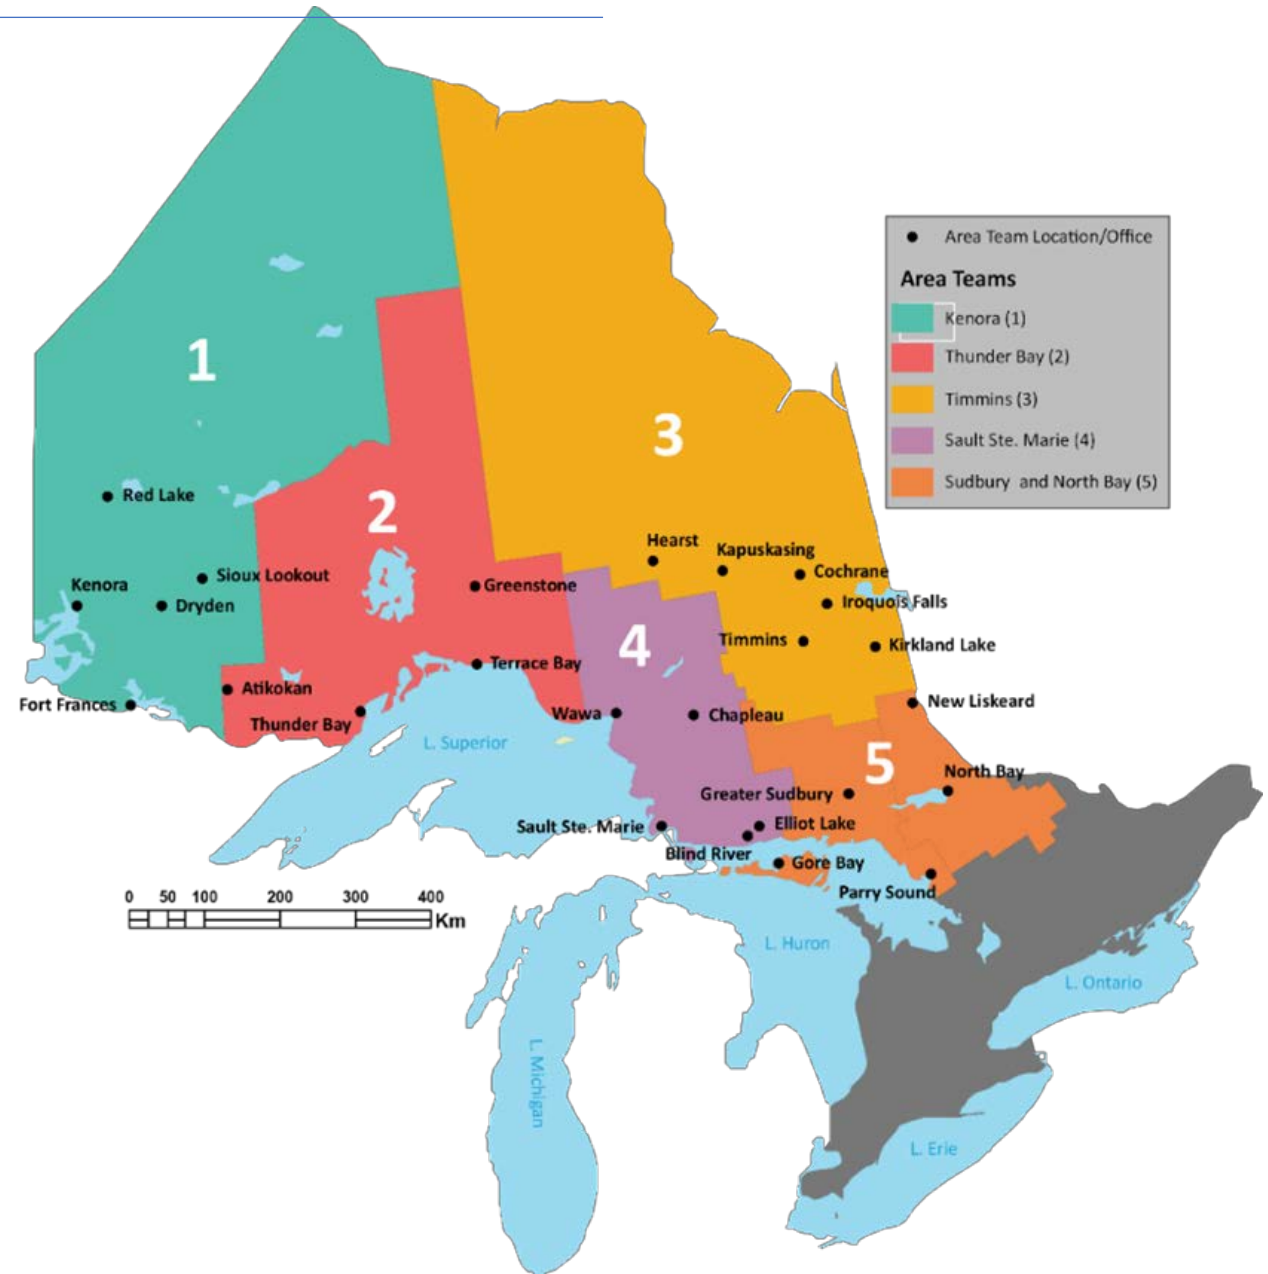 Area Team Location/Office
Area Teams
Kenora (1)
Thunder Bay (2)
Timmins (3)
Sault Ste. Marie (4)
Sudbury and North Bay (5)
1
2
3
4
5
Red Lake
Sioux Lookout
Kenora
Dryden
Fort Frances
Atikokan
Thunder Bay
Greenstone
Terrace Bay
Hearst
Kapuskasing
Cochrane
Iroquois Falls
Timmins
Kirkland Lake
New Liskeard
Wawa
Chapleau
North Bay
Greater Sudbury
Sault Ste. Marie
Elliot Lake
Blind River
Gore Bay
Parry Sound
L. Superior
L. Huron
L. Ontario
L. Michigan
L. Erie
0 50 100 200 300 400
Km